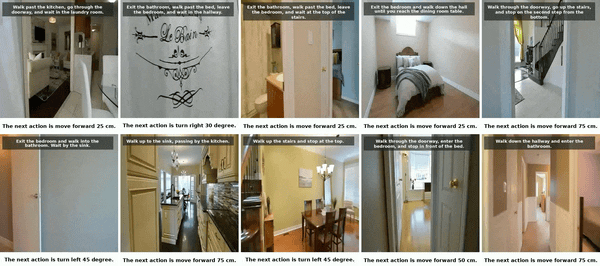 Walk past the kitchen, go through the
doorway, and wait in the laundry room.
The next action is move forward 25 cm.
Exit the bathroom, walk past the bed, leave
the bedroom, and wait in the hallway.
Le Bain
The next action is turn right 30 degree.
Exit the bathroom, walk past the bed, leave
the bedroom, and wait at the top of the
stairs.
The next action is move forward 25 cm.
Exit the bedroom and walk down the hall
until you reach the dining room table.
The next action is move forward 25 cm.
Walk through the doorway, go up the stairs,
and stop on the second step from the
bottom.
The next action is move forward 75 cm.
Exit the bedroom and walk into the
bathroom. Wait by the sink.
The next action is turn left 45 degree.
Walk up to the sink, passing by the kitchen.
The next action is move forward 75 cm.
Walk up the stairs and stop at the top.
The next action is turn left 45 degree.
Walk through the doorway, enter the
bedroom, and stop in front of the bed.
The next action is move forward 50 cm.
Walk down the hallway and enter the
bathroom.
The next action is move forward 75 cm.